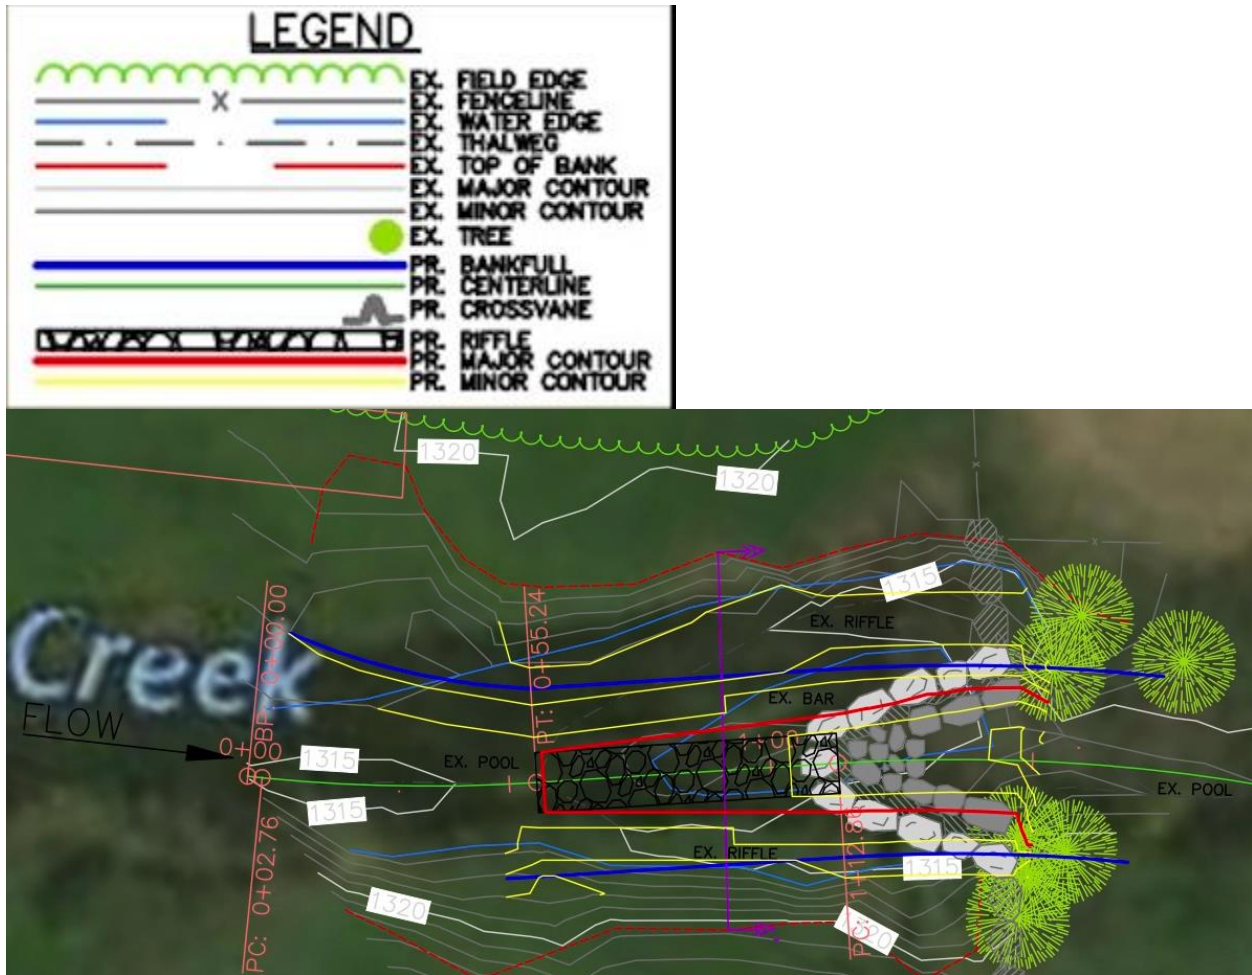 LEGEND
EX. FIELD EDGE
X
EX. FENCELINE
EX. WATER EDGE
EX. THALWEG
EX. TOP OF BANK
EX. MAJOR CONTOUR
EX. MINOR CONTOUR
EX. TREE
PR. BANKFULL
PR. CENTERLINE
PR. CROSSVANE
PR. RIFFLE
PR. MAJOR CONTOUR
PR. MINOR CONTOUR
1320
1320
1315
EX. RIFFLE
PT: 0+55.24
Creek
FLOW
EX. BAR
1+00
0+00
1315
EX. POOL
EX. POOL
1315
EX. RIFFLE
1315
1320
1320
PC: 0+02.76